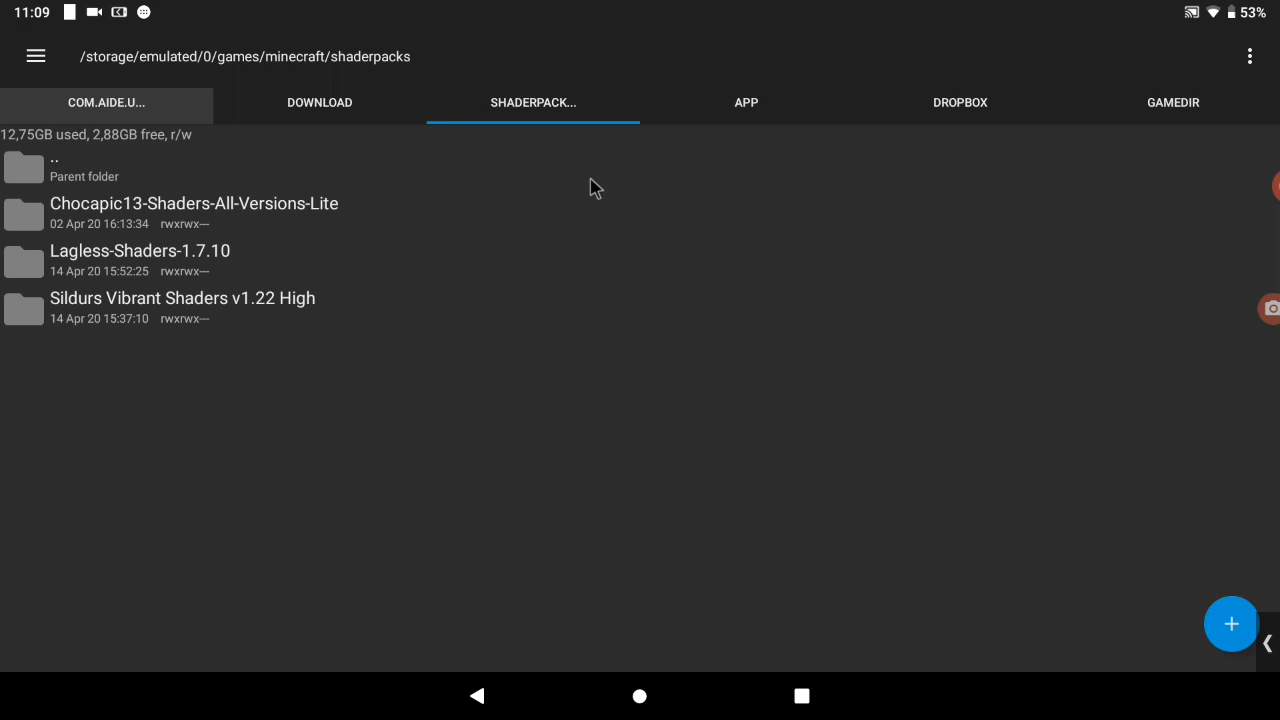 11:09
53%
/storage/emulated/0/games/minecraft/shaderpacks
COM.AIDE.U... DOWNLOAD SHADERPACK... APP DROPBOX GAMEDIR
12,75GB used, 2,88GB free, r/w
..
Parent folder
Chocapic13-Shaders-All-Versions-Lite
02 Apr 20 16:13:34 rwxrwx---
Lagless-Shaders-1.7.10
14 Apr 20 15:52:25 rwxrwx---
Sildurs Vibrant Shaders v1.22 High
14 Apr 20 15:37:10 rwxrwx---